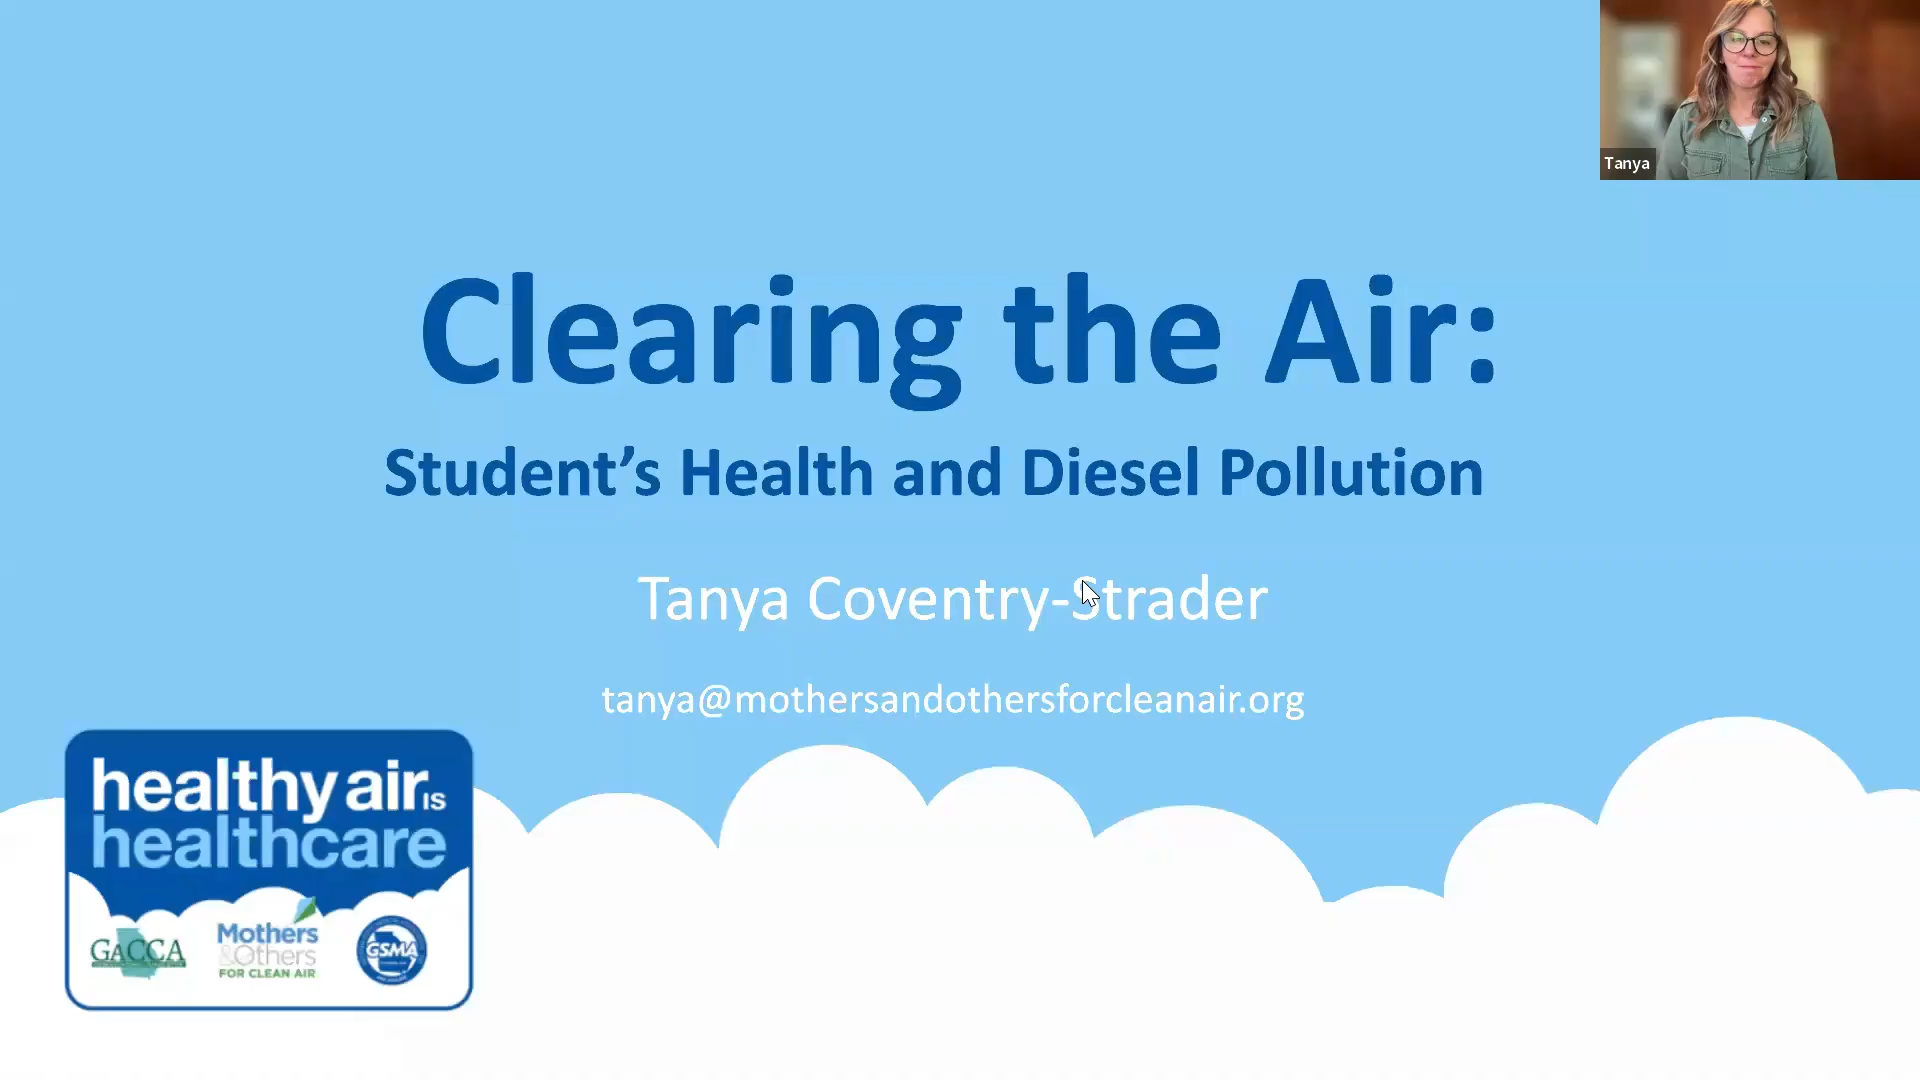 Tanya
Clearing the Air:
Student’s Health and Diesel Pollution
Tanya Coventry-Strader
tanya@mothersandothersforcleanair.org
healthy air IS
healthcare
GACCA
Mothers
&Others
FOR CLEAN AIR
GSMA